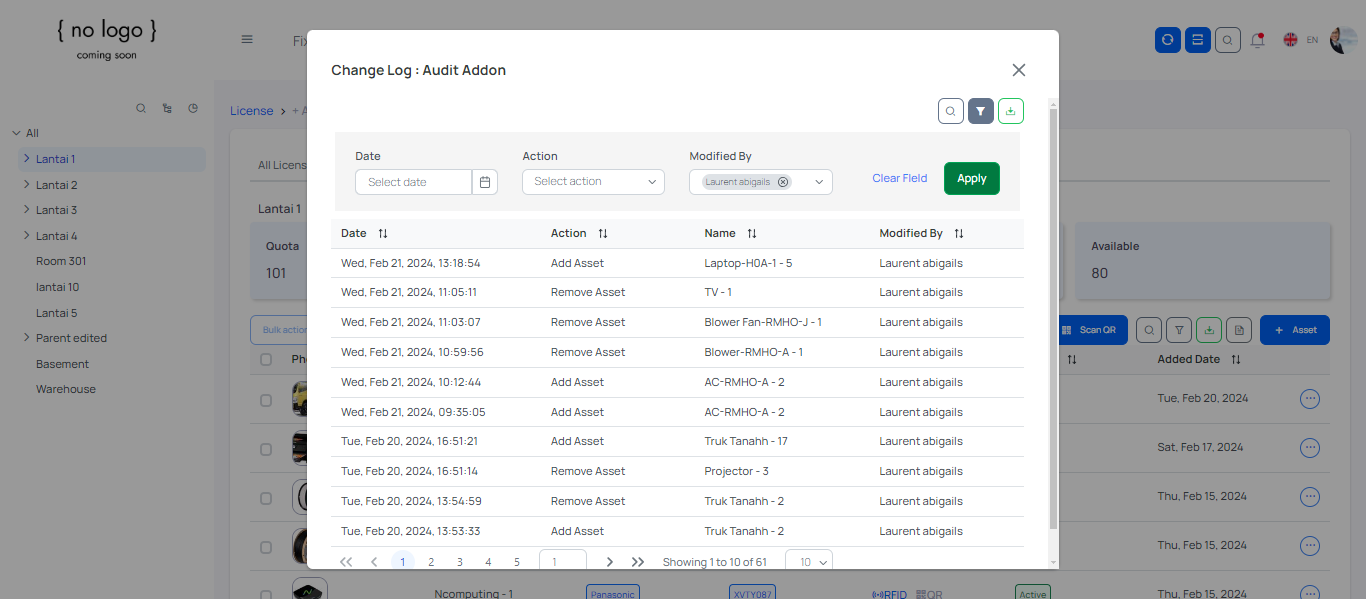 { no logo }
coming soon
Fix
EN
All
Lantai 1
Lantai 2
Lantai 3
Lantai 4
Room 301
lantai 10
Lantai 5
Parent edited
Basement
Warehouse
License > + A
All Licens
Lantai 1
Quota
101
Available
80
Bulk action
Scan QR
+ Asset
Ph
Added Date
Tue, Feb 20, 2024
Sat, Feb 17, 2024
Thu, Feb 15, 2024
Thu, Feb 15, 2024
Ncomputing - 1 Panasonic XVTY087 RFID QR Active Thu, Feb 15, 2024
Change Log : Audit Addon
Date Action Modified By
Select date Select action Laurent abigails Clear Field Apply
Date Action Name Modified By
Wed, Feb 21, 2024, 13:18:54 Add Asset Laptop-H0A-1 - 5 Laurent abigails
Wed, Feb 21, 2024, 11:05:11 Remove Asset TV - 1 Laurent abigails
Wed, Feb 21, 2024, 11:03:07 Remove Asset Blower Fan-RMHO-J - 1 Laurent abigails
Wed, Feb 21, 2024, 10:59:56 Remove Asset Blower-RMHO-A - 1 Laurent abigails
Wed, Feb 21, 2024, 10:12:44 Add Asset AC-RMHO-A - 2 Laurent abigails
Wed, Feb 21, 2024, 09:35:05 Add Asset AC-RMHO-A - 2 Laurent abigails
Tue, Feb 20, 2024, 16:51:21 Add Asset Truk Tanahh - 17 Laurent abigails
Tue, Feb 20, 2024, 16:51:14 Remove Asset Projector - 3 Laurent abigails
Tue, Feb 20, 2024, 13:54:59 Remove Asset Truk Tanahh - 2 Laurent abigails
Tue, Feb 20, 2024, 13:53:33 Add Asset Truk Tanahh - 2 Laurent abigails
1 2 3 4 5 1 Showing 1 to 10 of 61 10